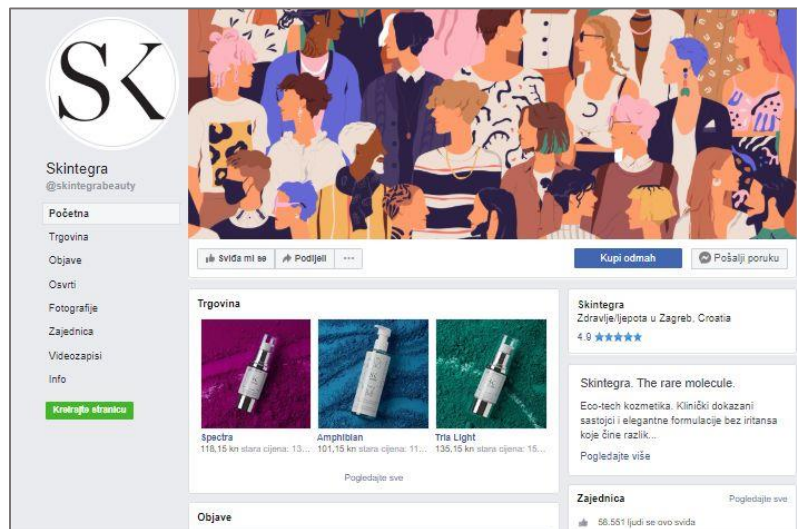 SK
Skintegra
@skintegrabeauty
Početna
Trgovina
Objave
Osvrti
Fotografije
Zajednica
Videozapisi
Info
Kreirajte stranicu
Sviđa mi se
Podijeli
...
Kupi odmah
Pošalji poruku
Trgovina
SK
SK
Spectra
118,15 kn stara cijena: 13...
Amphibian
101,15 kn stara cijena: 11...
Tria Light
135,15 kn stara cijena: 15...
Pogledajte sve
Objave
Skintegra
Zdravlje/ljepota u Zagreb, Croatia
4.9 ★★★★★
Skintegra. The rare molecule.
Eco-tech kozmetika. Klinički dokazani
sastojci i elegantne formulacije bez iritansa
koje čine razlik...
Pogledajte više
Zajednica
Pogledajte sve
58.551 ljudi se ovo sviđa